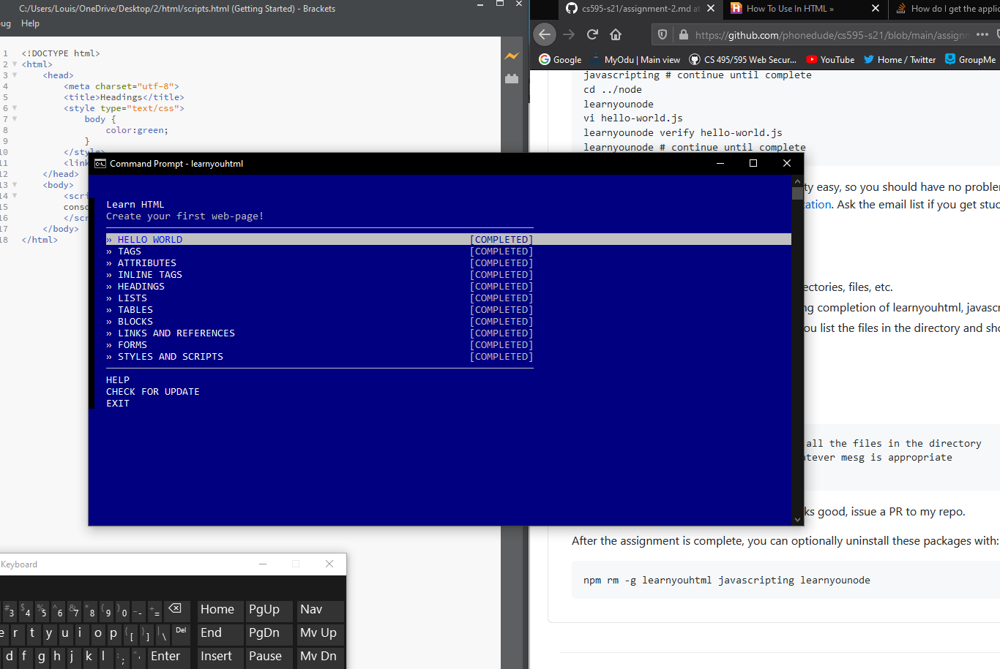 C:/Users/Louis/OneDrive/Desktop/2/html/scripts.html (Getting Started) - Brackets
ug Help
1 <!DOCTYPE html>
2 <html>
3 <head>
4 <meta charset="utf-8">
5 <title>Headings</title>
6 <style type="text/css">
7 body {
8 color:green;
9 }
10 </style>
11 <link
12 </head>
13 <body>
14 <scri
15 conso
16 </scr
17 </body>
18 </html>
cs595-s21/assignment-2.md at
How To Use In HTML »
How do I get the applic
https://github.com/phonedude/cs595-s21/blob/main/assignm
Google
MyOdu | Main view
CS 495/595 Web Secur...
YouTube
Home / Twitter
GroupMe
javascripting # continue until complete
cd ../node
learnyounode
vi hello-world.js
learnyounode verify hello-world.js
learnyounode # continue until complete
ty easy, so you should have no problem
tation. Ask the email list if you get stuc
ectories, files, etc.
ng completion of learnyouhtml, javascr
ou list the files in the directory and sho
all the files in the directory
atever mesg is appropriate
ks good, issue a PR to my repo.
After the assignment is complete, you can optionally uninstall these packages with:
npm rm -g learnyouhtml javascripting learnyounode
Command Prompt - learnyouhtml
Learn HTML
Create your first web-page!
» HELLO WORLD [COMPLETED]
» TAGS [COMPLETED]
» ATTRIBUTES [COMPLETED]
» INLINE TAGS [COMPLETED]
» HEADINGS [COMPLETED]
» LISTS [COMPLETED]
» TABLES [COMPLETED]
» BLOCKS [COMPLETED]
» LINKS AND REFERENCES [COMPLETED]
» FORMS [COMPLETED]
» STYLES AND SCRIPTS [COMPLETED]
HELP
CHECK FOR UPDATE
EXIT
Keyboard
# 3 $ 4 % 5 ^ 6 & 7 * 8 ( 9 ) 0 _ - + = Home PgUp Nav
e r t y u i o p { [ } ] | \ Del End PgDn Mv Up
d f g h j k l : ; " ' Enter Insert Pause Mv Dn